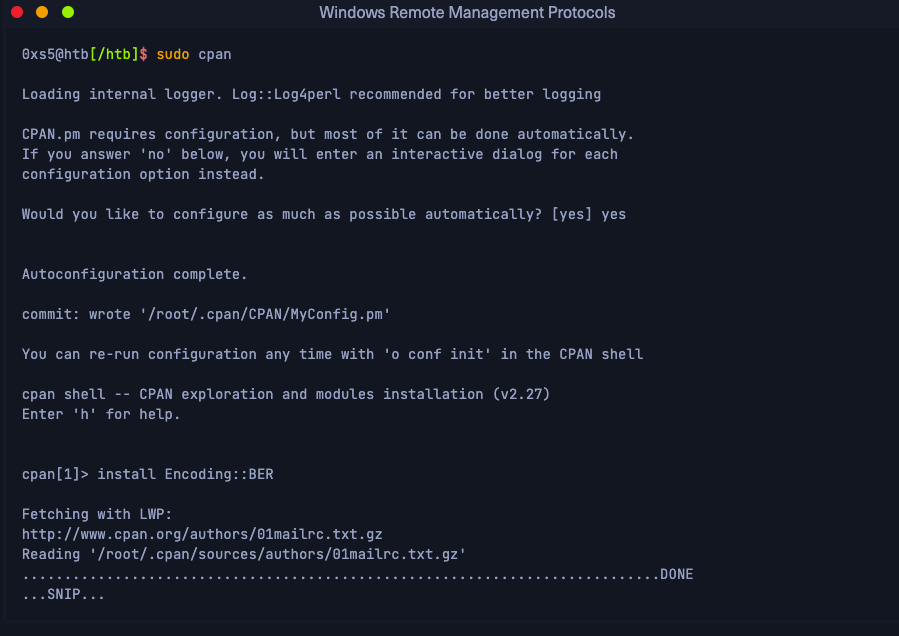 Windows Remote Management Protocols
0xs5@htb[/htb]$ sudo cpan
Loading internal logger. Log::Log4perl recommended for better logging
CPAN.pm requires configuration, but most of it can be done automatically.
If you answer 'no' below, you will enter an interactive dialog for each
configuration option instead.
Would you like to configure as much as possible automatically? [yes] yes
Autoconfiguration complete.
commit: wrote '/root/.cpan/CPAN/MyConfig.pm'
You can re-run configuration any time with 'o conf init' in the CPAN shell
cpan shell -- CPAN exploration and modules installation (v2.27)
Enter 'h' for help.
cpan[1]> install Encoding::BER
Fetching with LWP:
http://www.cpan.org/authors/01mailrc.txt.gz
Reading '/root/.cpan/sources/authors/01mailrc.txt.gz'
............................................................................DONE
...SNIP...